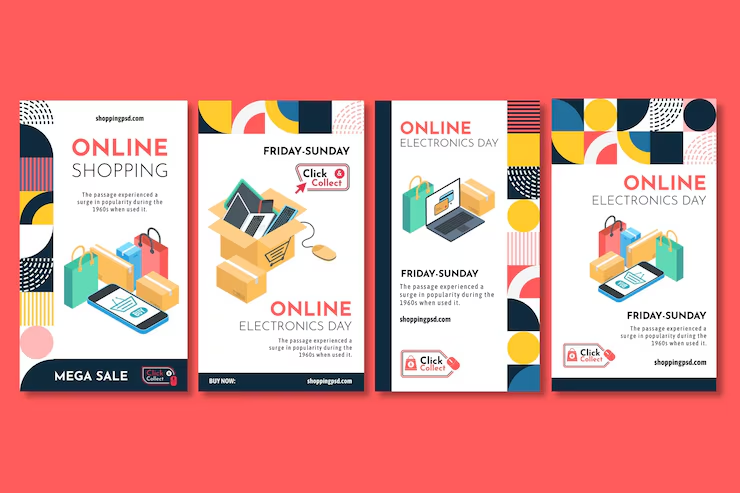 shoppingpsd.com
ONLINE
SHOPPING
The passage experienced a
surge in popularity during the
1960s when used it.
MEGA SALE
Click &
Collect
FRIDAY-SUNDAY
Click &
Collect
ONLINE
ELECTRONICS DAY
The passage experienced a
surge in popularity during the
1960s when used it.
BUY NOW:
shoppingpsd.com
ONLINE
ELECTRONICS DAY
FRIDAY-SUNDAY
The passage experienced a
surge in popularity during the
1960s when used it.
shoppingpsd.com
Click
Collect
ONLINE
ELECTRONICS DAY
FRIDAY-SUNDAY
The passage experienced a
surge in popularity during the
1960s when used it.
shoppingpsd.com
Click
Collect